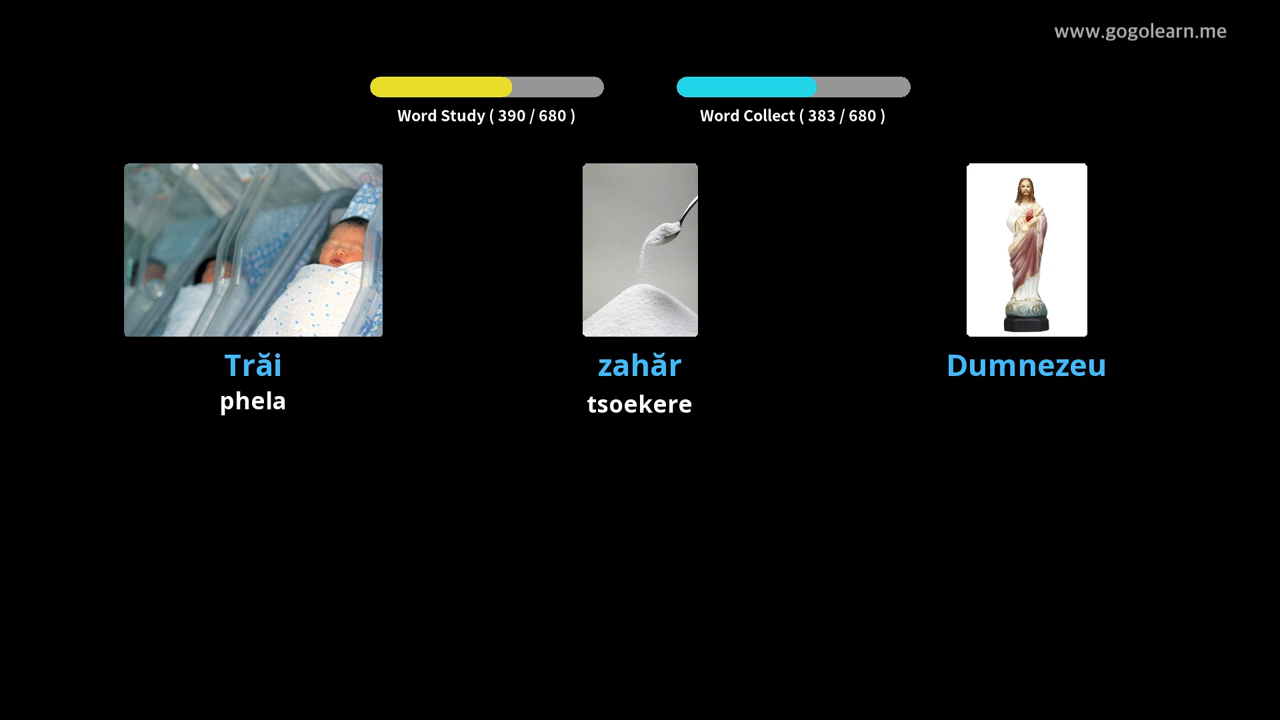 www.gogolearn.me
Word Study ( 390 / 680 )
Word Collect ( 383 / 680 )
Trăi
phela
zahăr
tsoekere
Dumnezeu